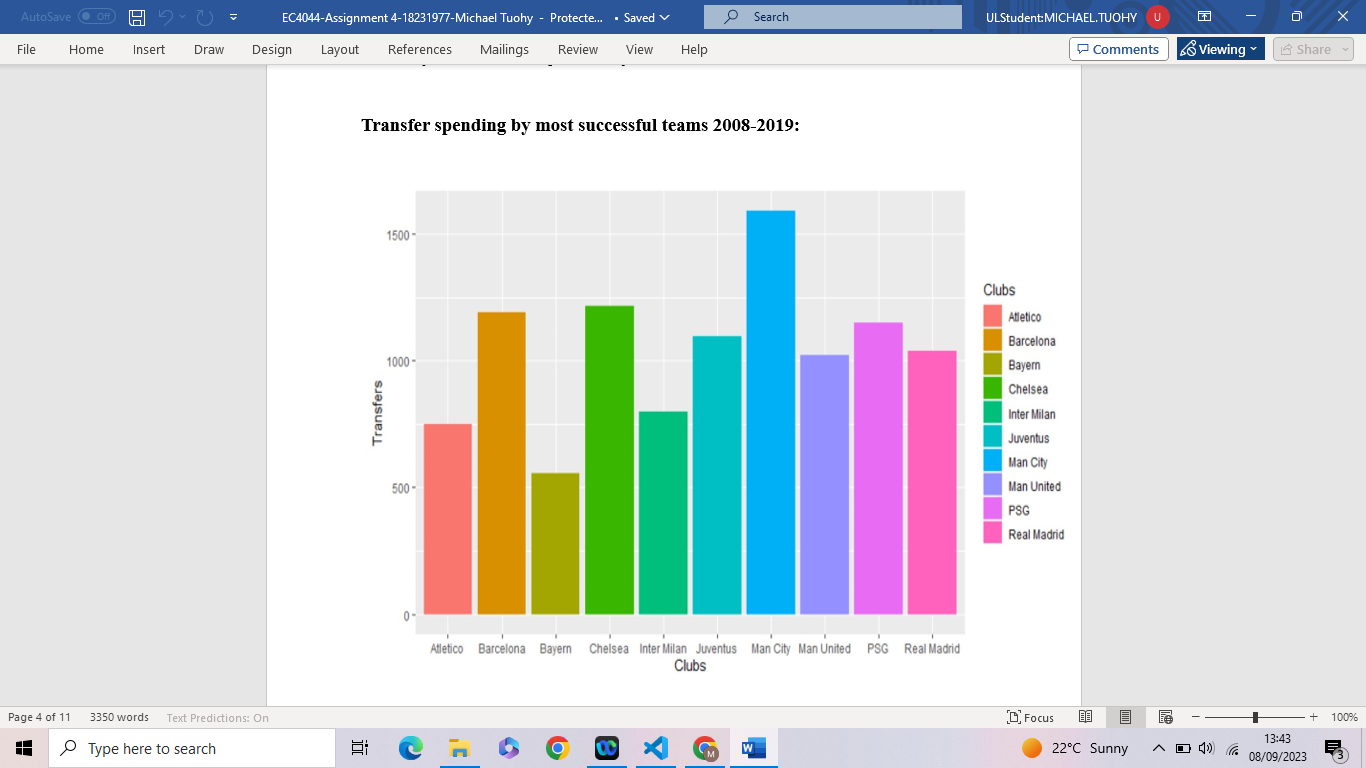 AutoSave Off EC4044-Assignment 4-18231977-Michael Tuohy - Protecte... • Saved Search ULStudent:MICHAEL.TUOHY U
File Home Insert Draw Design Layout References Mailings Review View Help Comments Viewing Share
Transfer spending by most successful teams 2008-2019:
1500
1000
500
0
Transfers
Atletico Barcelona Bayern Chelsea Inter Milan Juventus Man City Man United PSG Real Madrid
Clubs
Clubs
Atletico
Barcelona
Bayern
Chelsea
Inter Milan
Juventus
Man City
Man United
PSG
Real Madrid
Page 4 of 11 3350 words Text Predictions: On Focus 100%
Type here to search M 22°C Sunny 13:43
08/09/2023 3